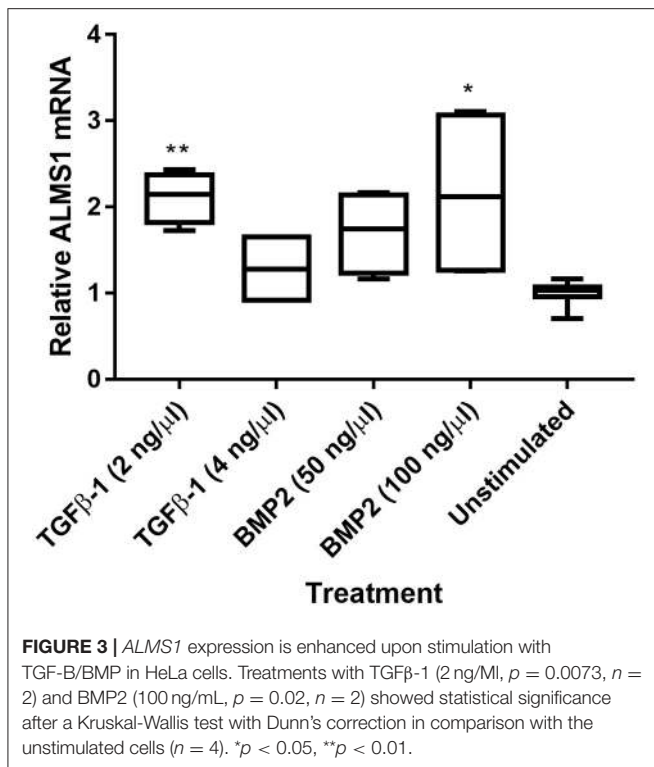 4
3
2
1
0
Relative ALMS1 mRNA
**
*
TGFβ-1 (2 ng/µl)
TGFβ-1 (4 ng/µl)
BMP2 (50 ng/µl)
BMP2 (100 ng/µl)
Unstimulated
Treatment
FIGURE 3 | ALMS1 expression is enhanced upon stimulation with
TGF-B/BMP in HeLa cells. Treatments with TGFβ-1 (2 ng/Ml, p = 0.0073, n =
2) and BMP2 (100 ng/mL, p = 0.02, n = 2) showed statistical significance
after a Kruskal-Wallis test with Dunn's correction in comparison with the
unstimulated cells (n = 4). *p < 0.05, **p < 0.01.